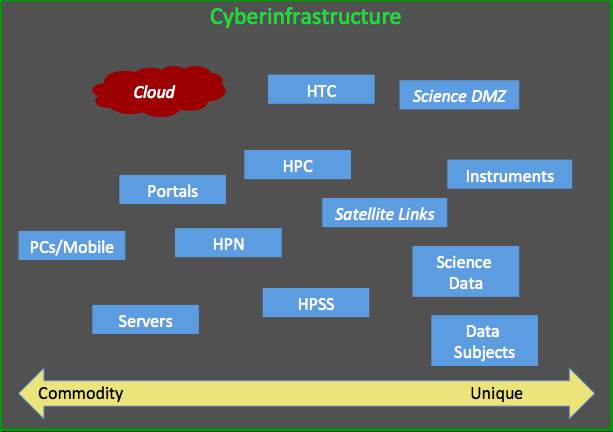 Cyberinfrastructure
Cloud
HTC
Science DMZ
HPC
Portals
Instruments
Satellite Links
PCs/Mobile
HPN
Science
Data
HPSS
Servers
Data
Subjects
Commodity
Unique